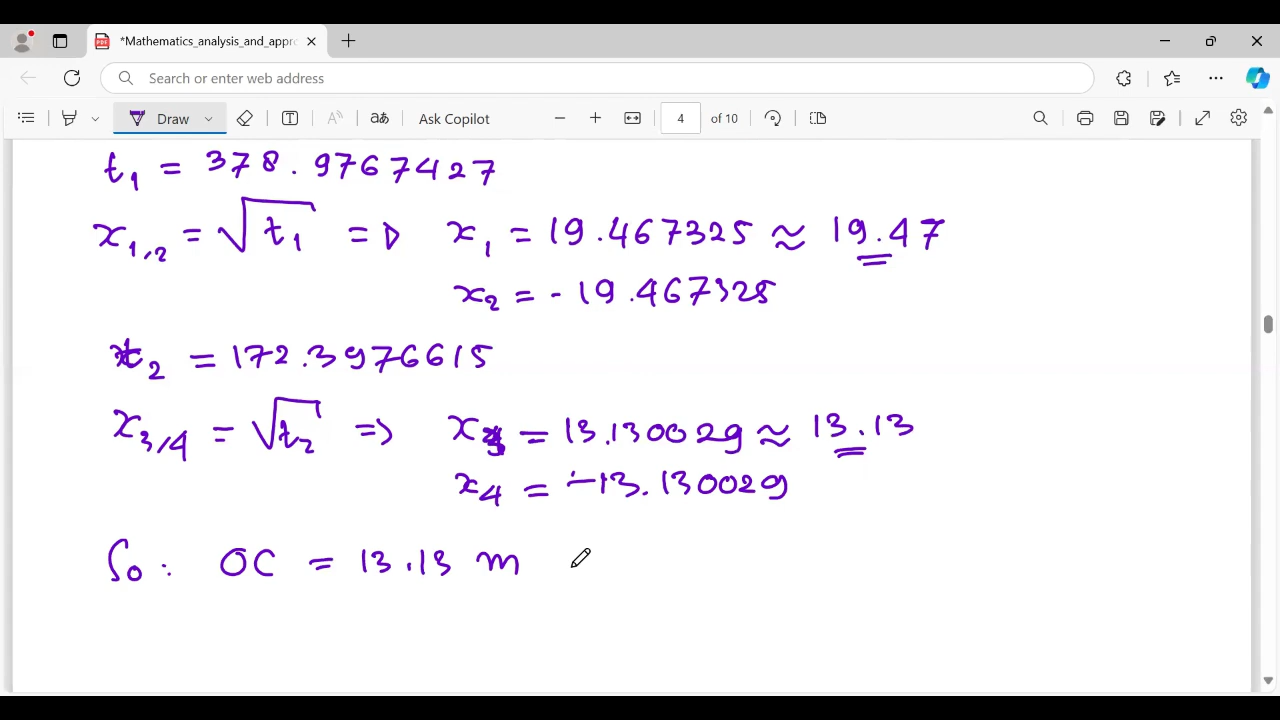 *Mathematics_analysis_and_appro
Search or enter web address
Draw
Ask Copilot
4 of 10
t₁ = 378.9767427
x₁,₂ = √t₁ => x₁ = 19.467325 ≈ 19.47
x₂ = -19.467325
t₂ = 172.3976615
x₃/₄ = √t₂ => x₃ = 13.130029 ≈ 13.13
x₄ = -13.130029
So: OC = 13.13 m